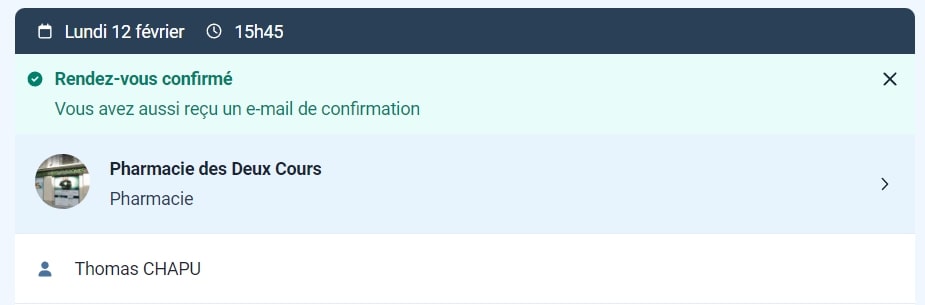 Lundi 12 février 15h45
Rendez-vous confirmé
Vous avez aussi reçu un e-mail de confirmation
Pharmacie des Deux Cours
Pharmacie
Thomas CHAPU